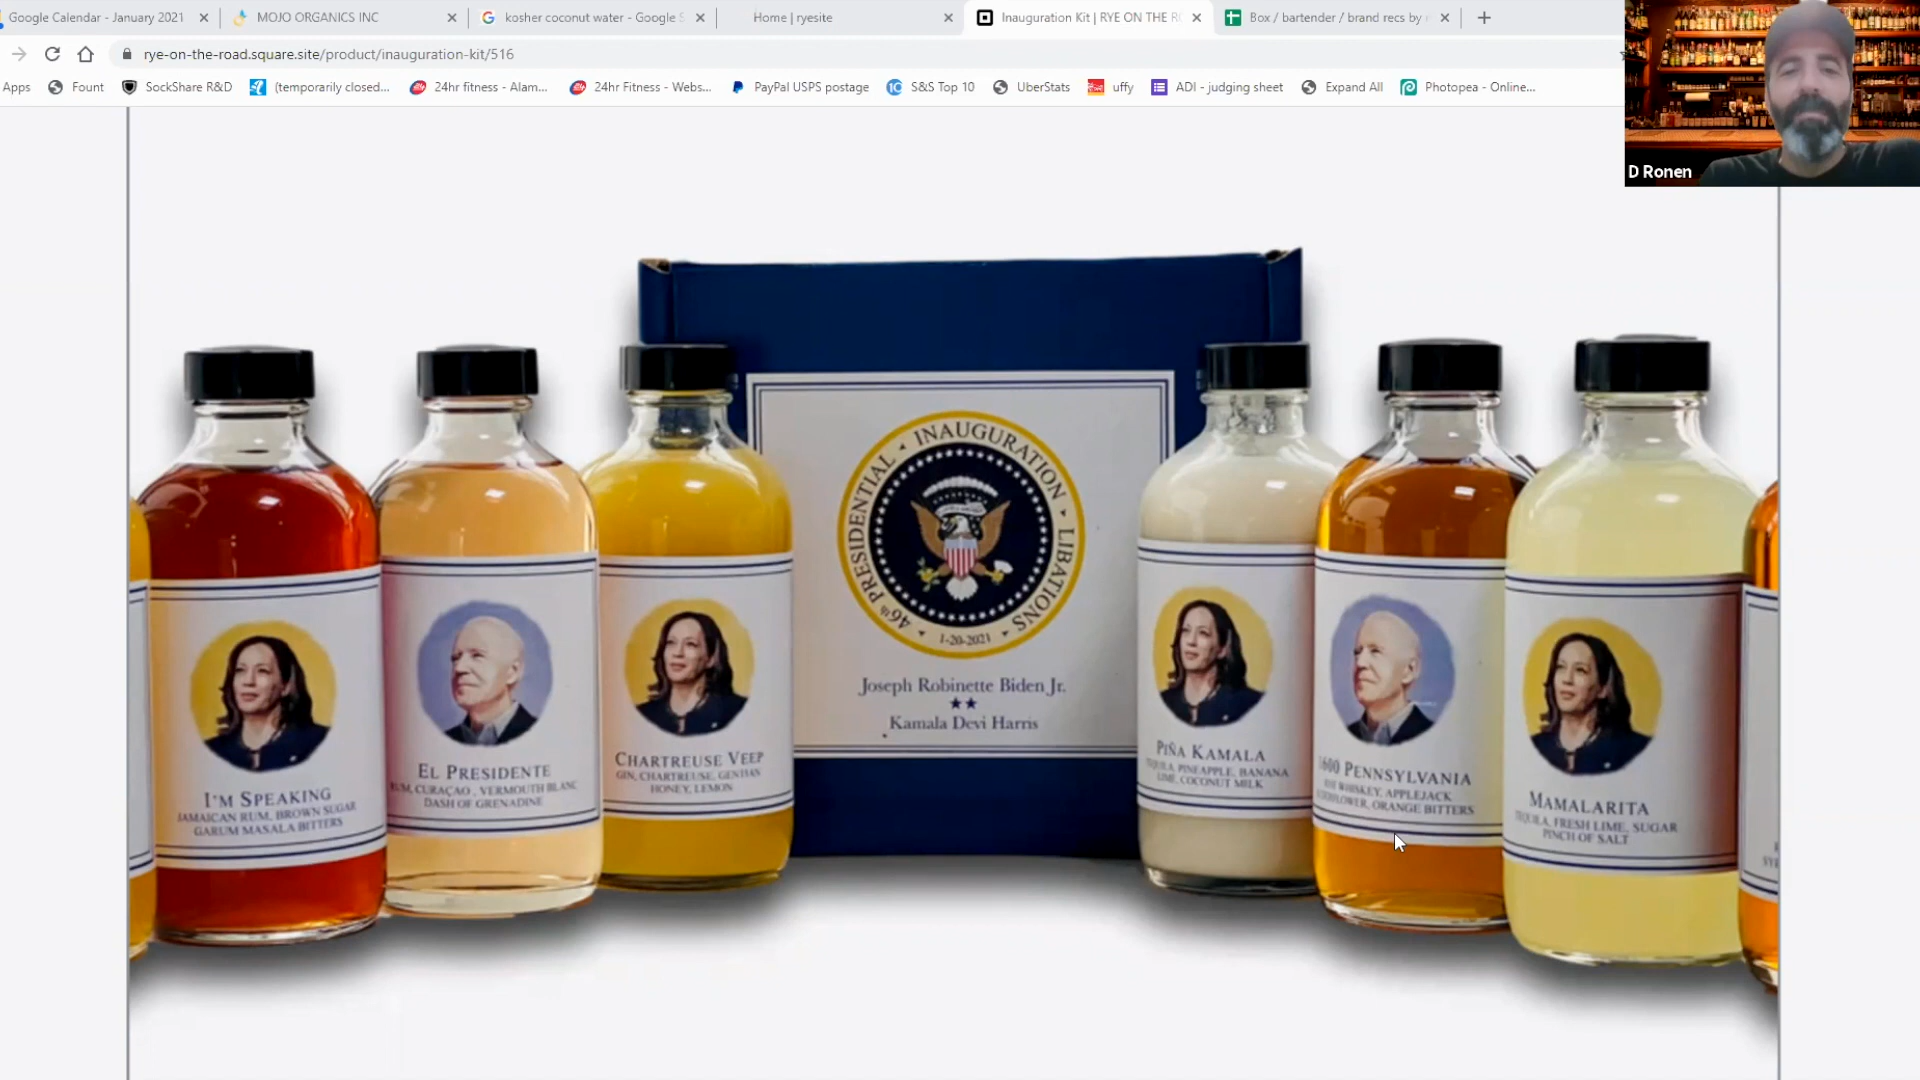 Google Calendar - January 2021
MOJO ORGANICS INC
kosher coconut water - Google S
Home | ryesite
Inauguration Kit | RYE ON THE R
Box / bartender / brand recs by
rye-on-the-road.square.site/product/inauguration-kit/516
Apps
Fount
SockShare R&D
(temporarily closed...
24hr fitness - Alam...
24hr Fitness - Webs...
PayPal USPS postage
S&S Top 10
UberStats
uffy
ADI - judging sheet
Expand All
Photopea - Online...
D Ronen
46th PRESIDENTIAL INAUGURATION LIBATIONS
1-20-2021
Joseph Robinette Biden Jr.
Kamala Devi Harris
I'M SPEAKING
JAMAICAN RUM, BROWN SUGAR
GARUM MASALA BITTERS
EL PRESIDENTE
RUM, CURAÇAO, VERMOUTH BLANC
DASH OF GRENADINE
CHARTREUSE VEEP
GIN, CHARTREUSE, GENTIAN
HONEY, LEMON
PIÑA KAMALA
TEQUILA, PINEAPPLE, BANANA
LIME, COCONUT MILK
1600 PENNSYLVANIA
RYE WHISKEY, APPLEJACK
ELDERFLOWER, ORANGE BITTERS
MAMALARITA
TEQUILA, FRESH LIME, SUGAR
PINCH OF SALT